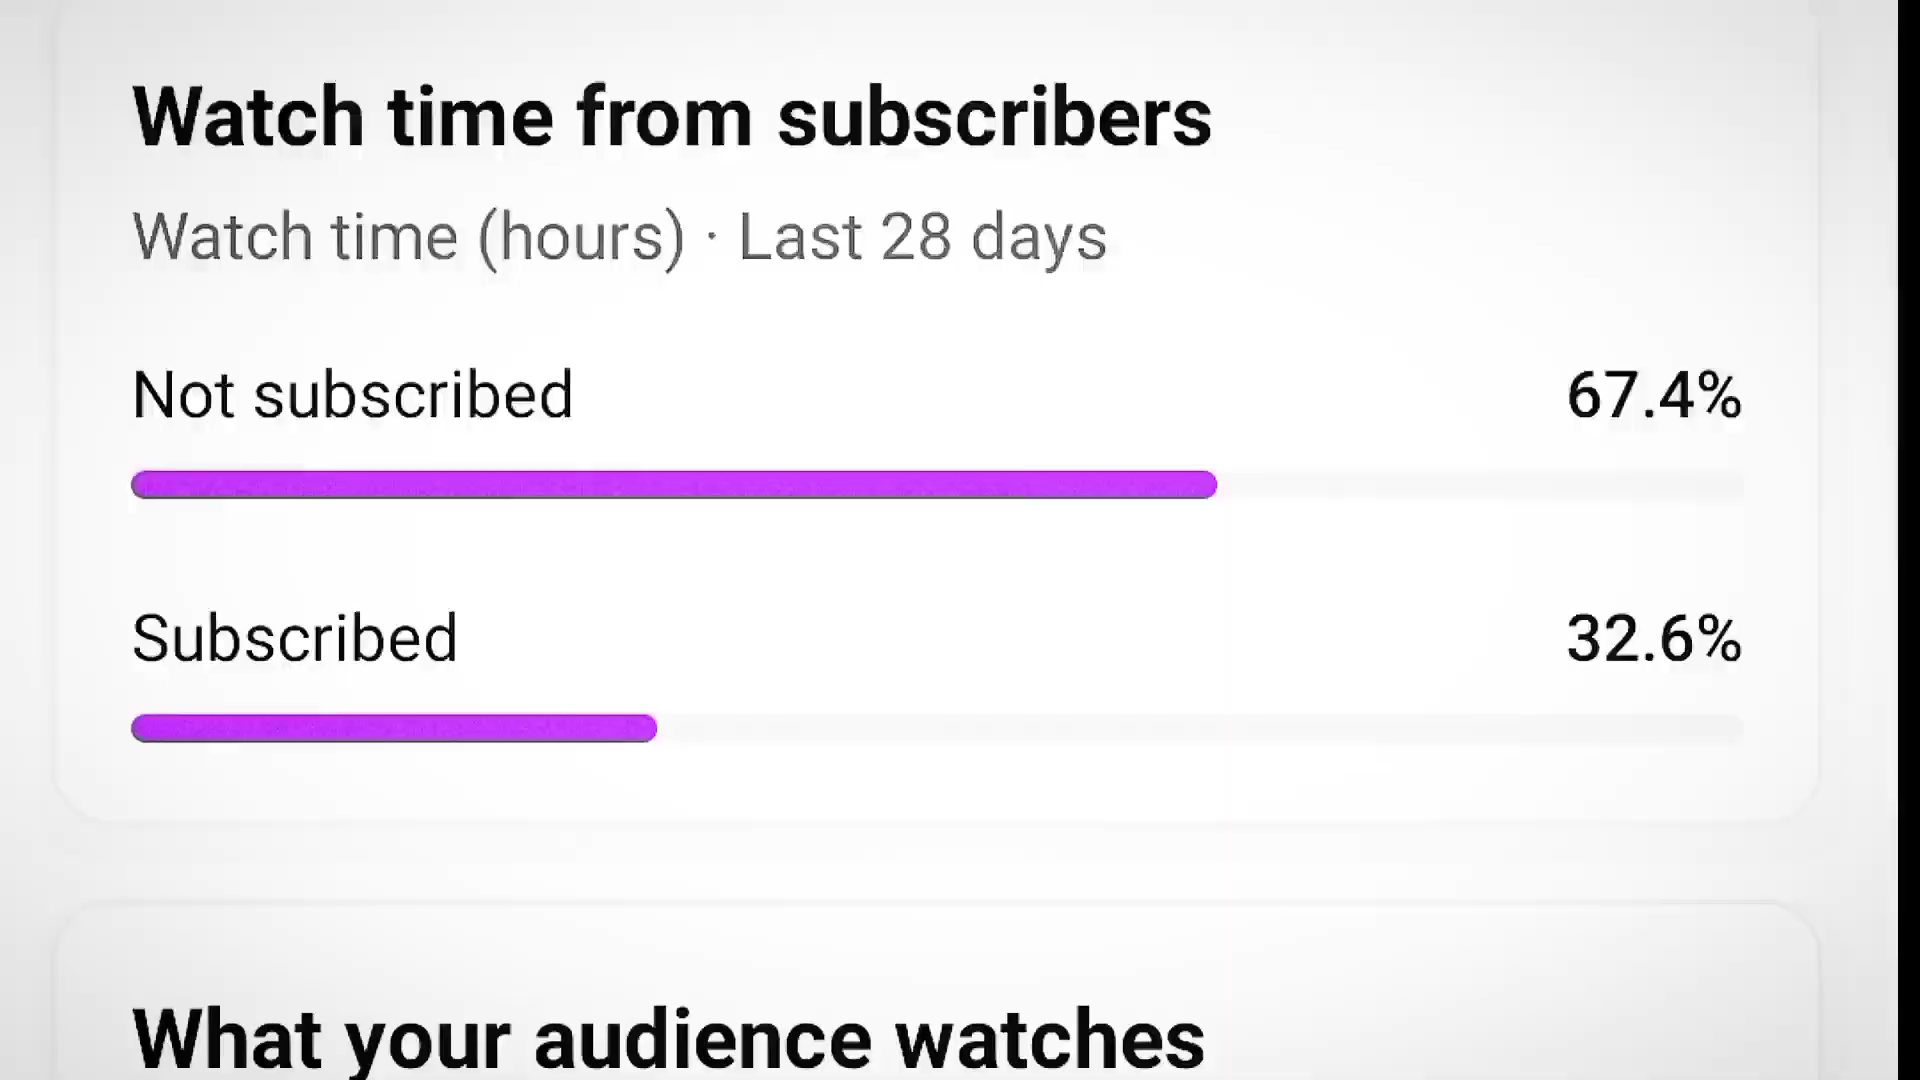 Watch time from subscribers
Watch time (hours) · Last 28 days
Not subscribed 67.4%
Subscribed 32.6%
What your audience watches